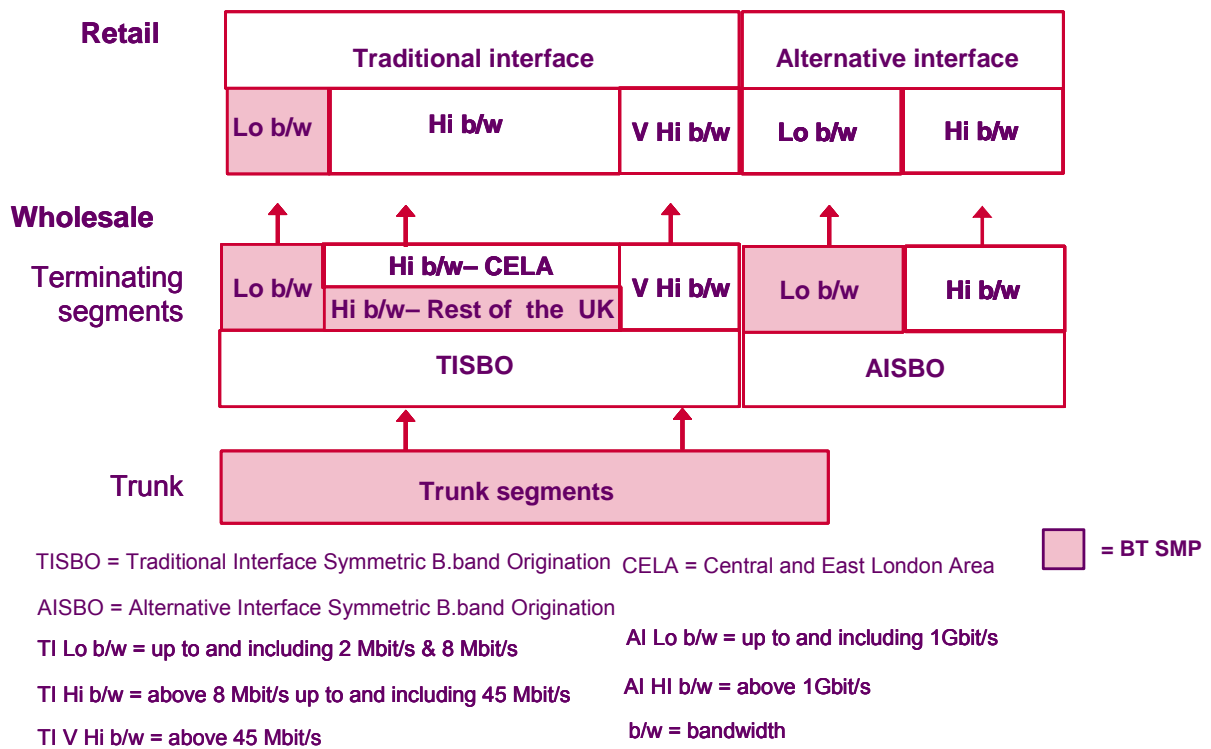 Retail
Traditional interface
Alternative interface
Lo b/w
Hi b/w
V Hi b/w
Lo b/w
Hi b/w
Wholesale
Terminating
segments
Lo b/w
Hi b/w– CELA
Hi b/w– Rest of the UK
V Hi b/w
Lo b/w
Hi b/w
TISBO
AISBO
Trunk
Trunk segments
TISBO = Traditional Interface Symmetric B.band Origination
CELA = Central and East London Area
= BT SMP
AISBO = Alternative Interface Symmetric B.band Origination
TI Lo b/w = up to and including 2 Mbit/s & 8 Mbit/s
AI Lo b/w = up to and including 1Gbit/s
TI Hi b/w = above 8 Mbit/s up to and including 45 Mbit/s
AI HI b/w = above 1Gbit/s
TI V Hi b/w = above 45 Mbit/s
b/w = bandwidth